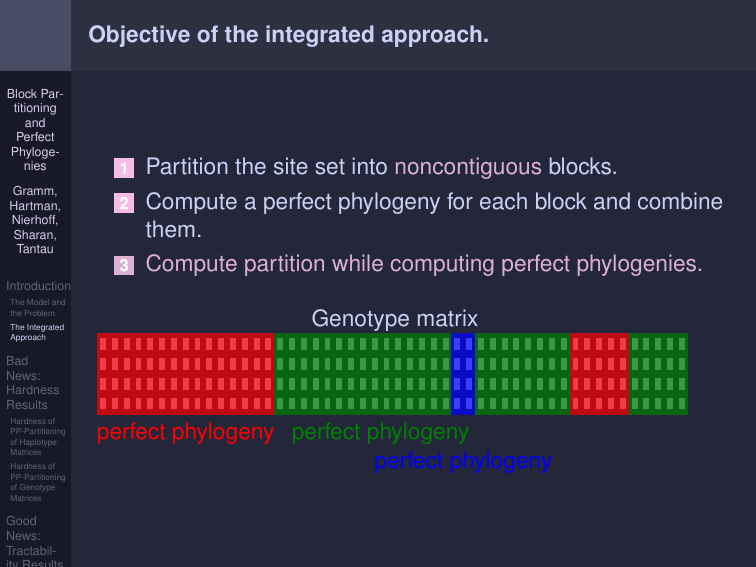 Objective of the integrated approach.
Block Par-
titioning
and
Perfect
Phyloge-
nies
Gramm,
Hartman,
Nierhoff,
Sharan,
Tantau
Introduction
The Model and
the Problem
The Integrated
Approach
Bad
News:
Hardness
Results
Hardness of
PP-Partitioning
of Haplotype
Matrices
Hardness of
PP-Partitioning
of Genotype
Matrices
Good
News:
Tractabil-
ity Results
1 Partition the site set into noncontiguous blocks.
2 Compute a perfect phylogeny for each block and combine
them.
3 Compute partition while computing perfect phylogenies.
Genotype matrix
perfect phylogeny perfect phylogeny
perfect phylogeny